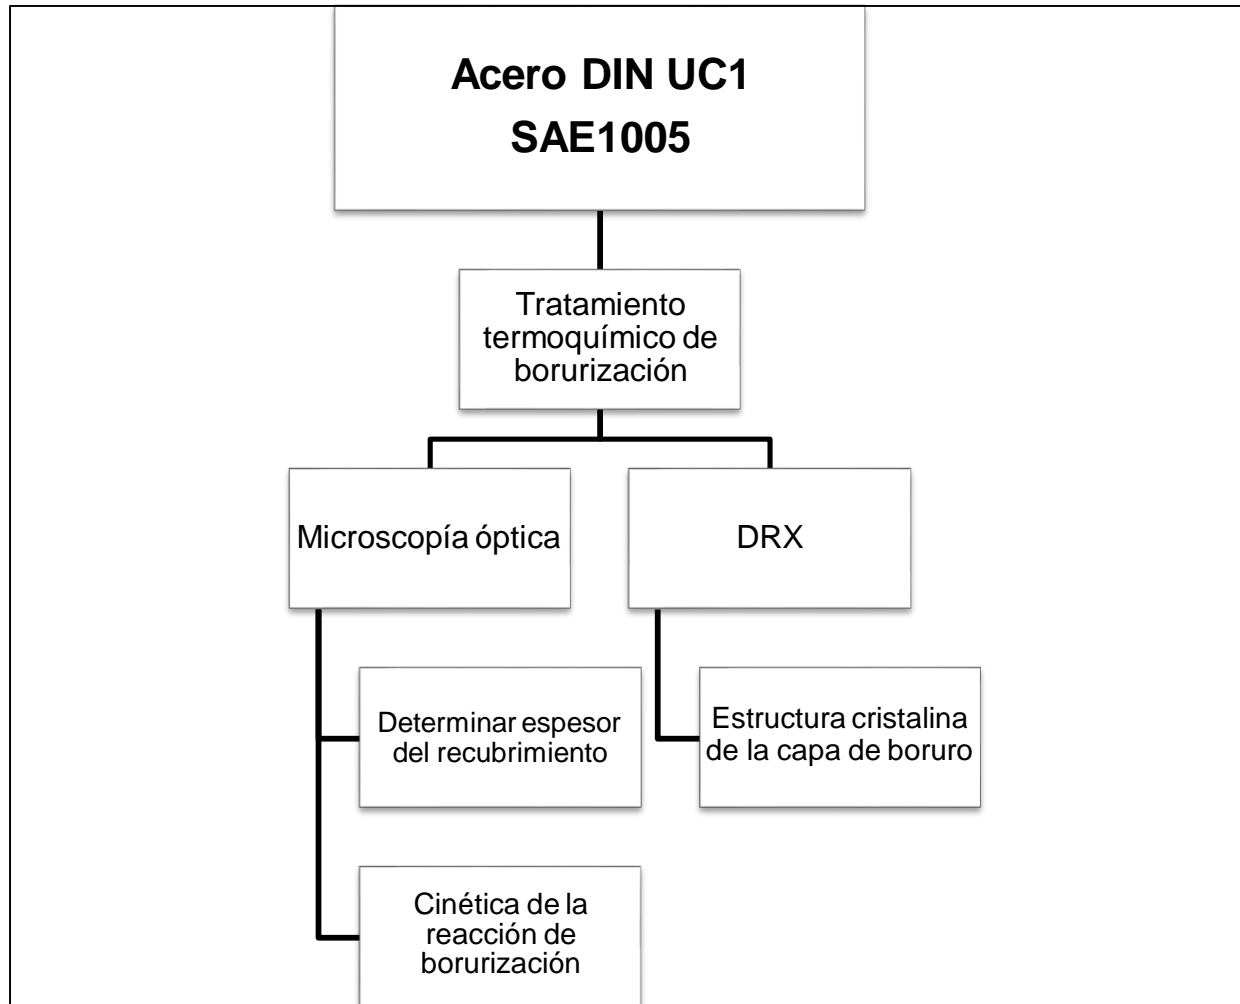 Acero DIN UC1
SAE1005
Tratamiento
termoquímico de
borurización
Microscopía óptica
DRX
Determinar espesor
del recubrimiento
Estructura cristalina
de la capa de boruro
Cinética de la
reacción de
borurización